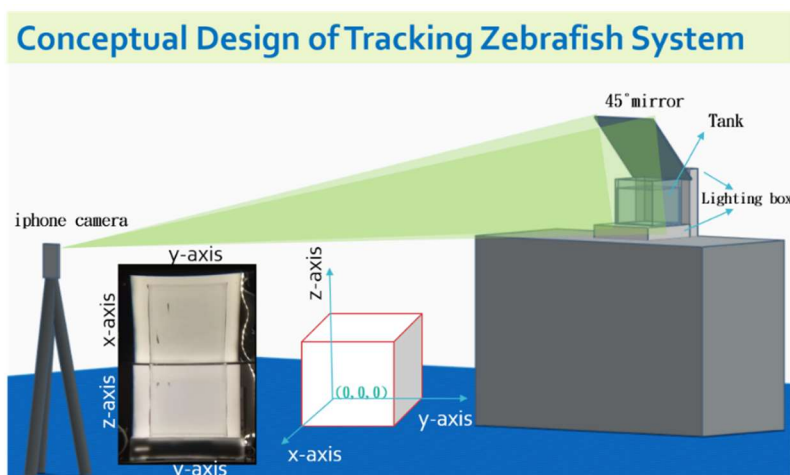 Conceptual Design of Tracking Zebrafish System
45°mirror
Tank
Lighting box
iphone camera
y-axis
x-axis
z-axis
y-axis
z-axis
(0,0,0)
y-axis
x-axis